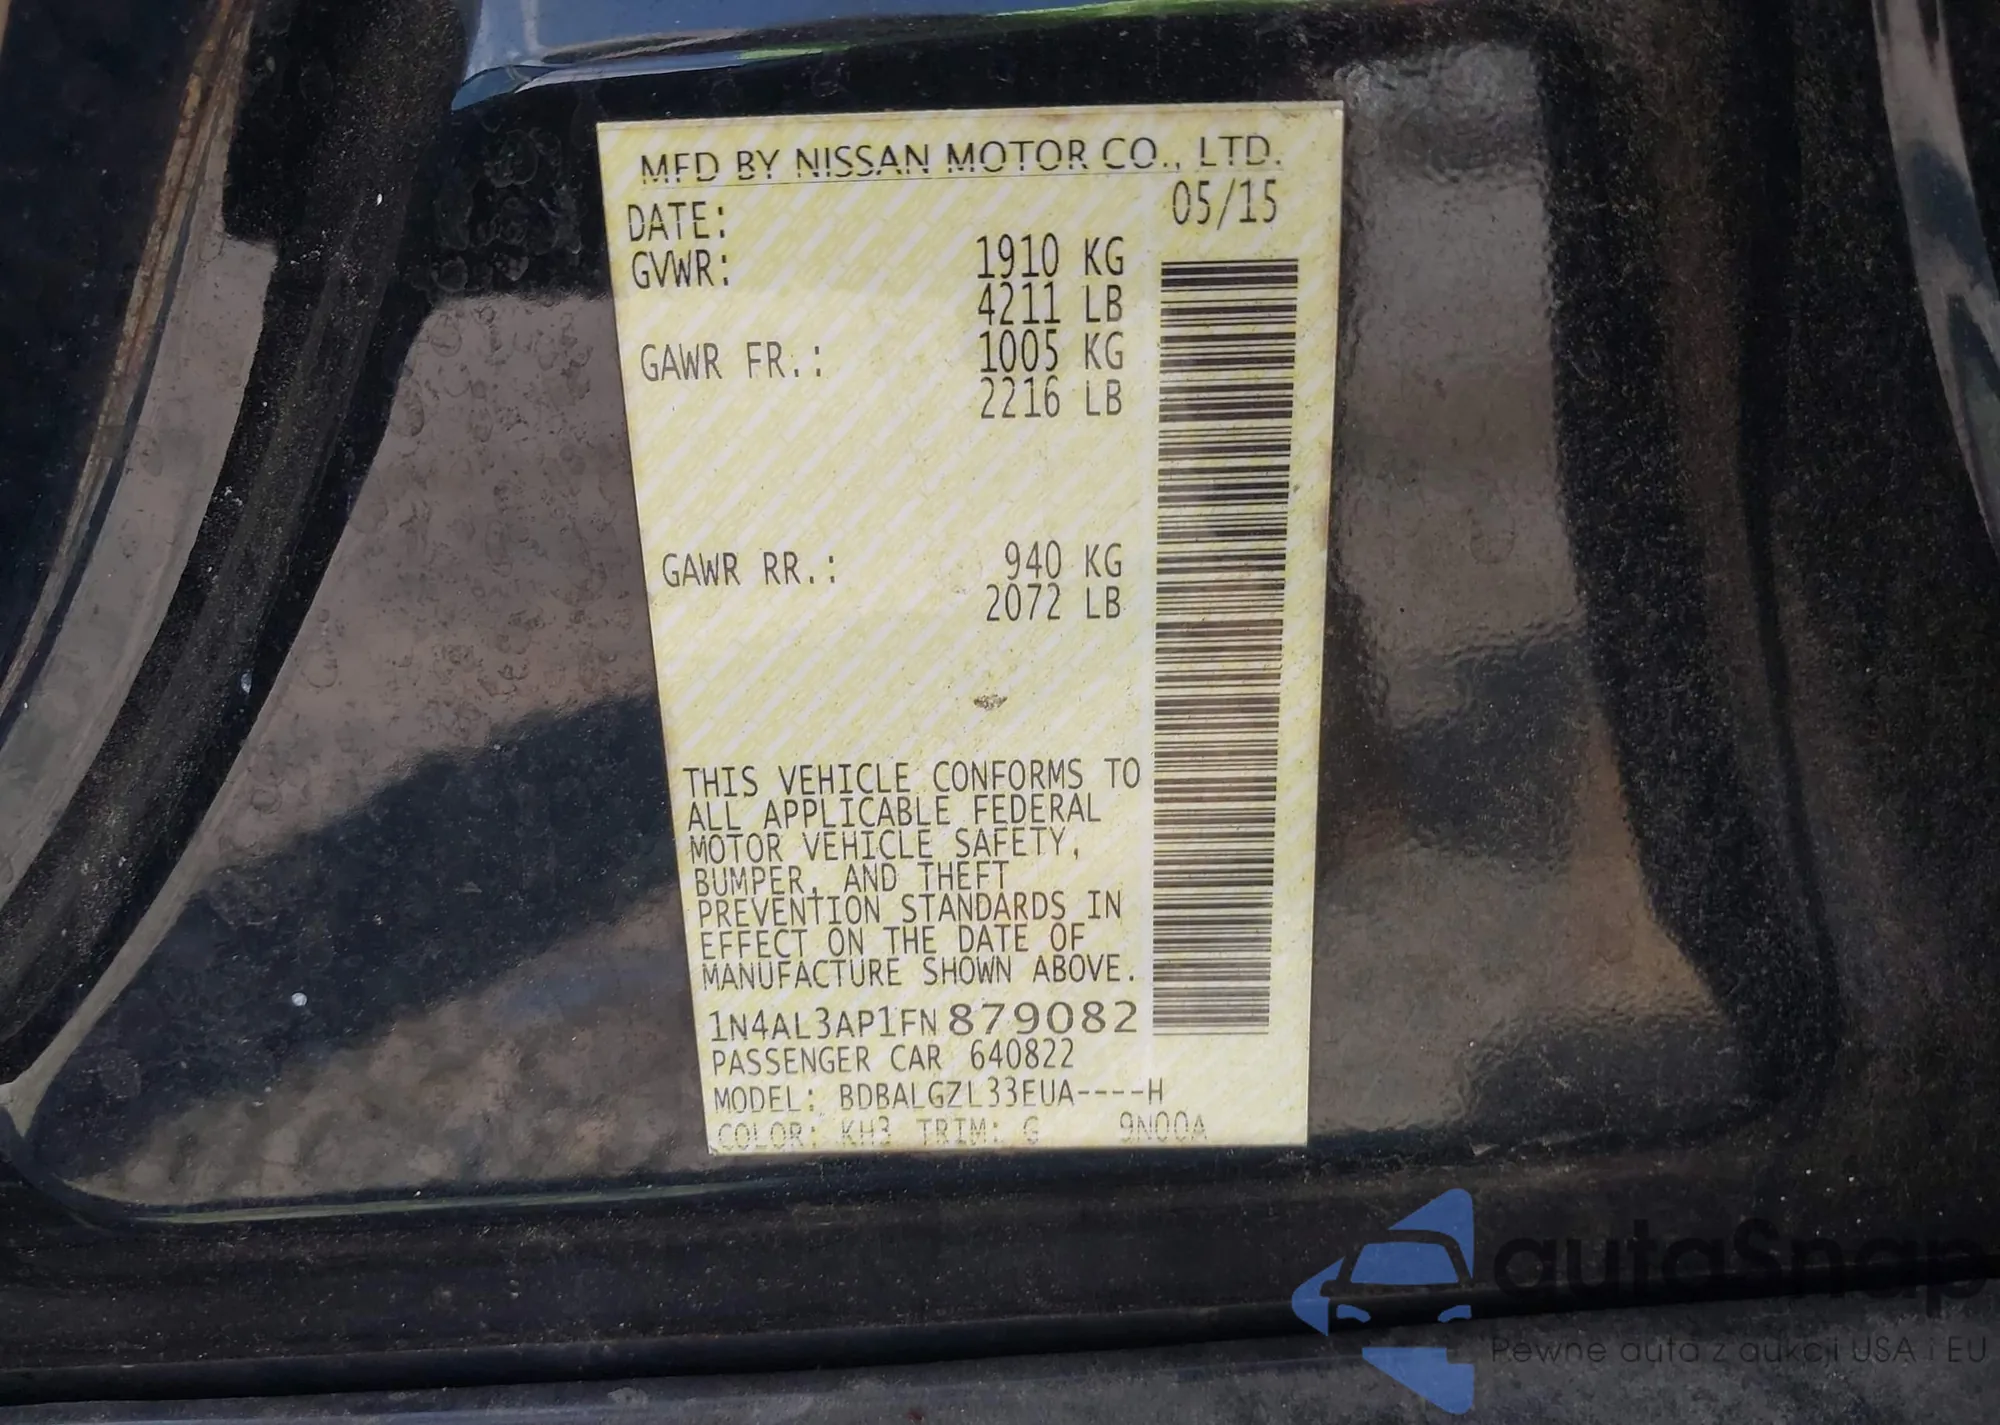 MFD BY NISSAN MOTOR CO., LTD.
DATE: 05/15
GVWR: 1910 KG
4211 LB
GAWR FR.: 1005 KG
2216 LB
GAWR RR.: 940 KG
2072 LB
THIS VEHICLE CONFORMS TO
ALL APPLICABLE FEDERAL
MOTOR VEHICLE SAFETY,
BUMPER, AND THEFT
PREVENTION STANDARDS IN
EFFECT ON THE DATE OF
MANUFACTURE SHOWN ABOVE.
1N4AL3AP1FN879082
PASSENGER CAR 640822
MODEL: BDBALGZL33EUA----H
COLOR: KH3 TRIM: G 9N00A
autaSnap
Pewne auta z aukcji USA i EU